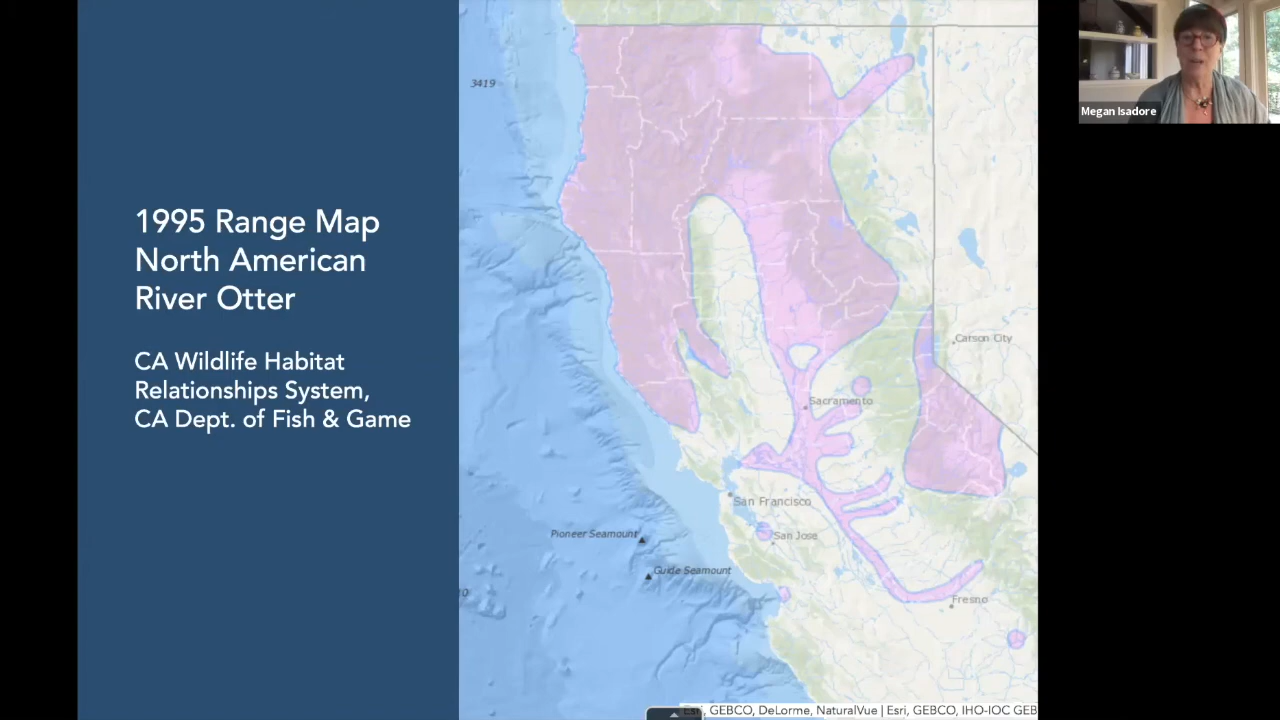 1995 Range Map
North American
River Otter
CA Wildlife Habitat
Relationships System,
CA Dept. of Fish & Game
3419
Carson City
Sacramento
San Francisco
Pioneer Seamount
San Jose
Guide Seamount
Fresno
Esri, GEBCO, DeLorme, NaturalVue | Esri, GEBCO, IHO-IOC GEB
Megan Isadore